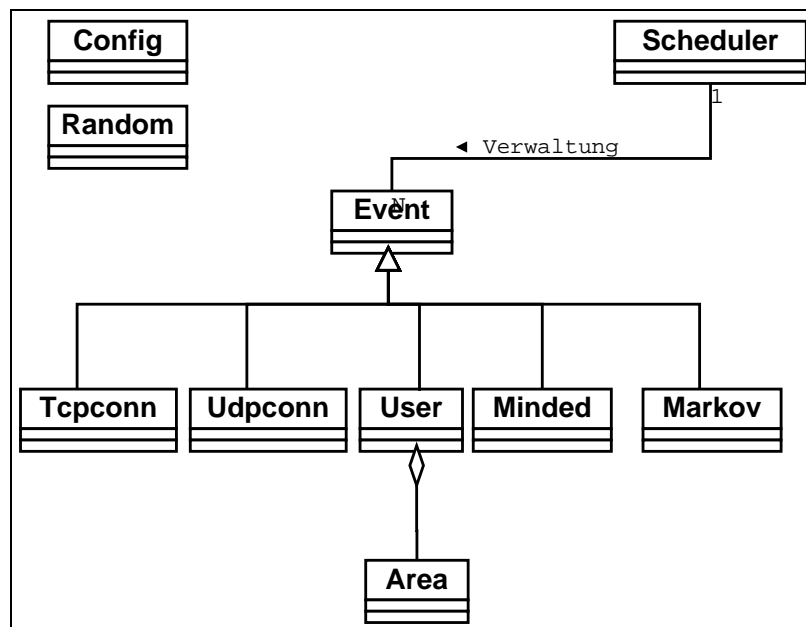 Config
Scheduler
1
Random
◄ Verwaltung
N
Event
Tcpconn
Udpconn
User
Minded
Markov
Area